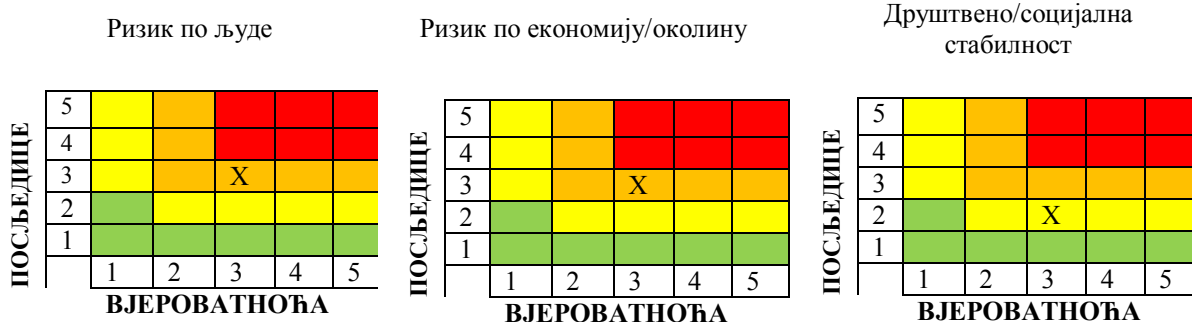 Ризик по људе
ПОСЉЕДИЦЕ
5
4
3 X
2
1
1 2 3 4 5
ВЈЕРОВАТНОЋА
Ризик по економију/околину
ПОСЉЕДИЦЕ
5
4
3 X
2
1
1 2 3 4 5
ВЈЕРОВАТНОЋА
Друштвено/социјална
стабилност
ПОСЉЕДИЦЕ
5
4
3
2 X
1
1 2 3 4 5
ВЈЕРОВАТНОЋА